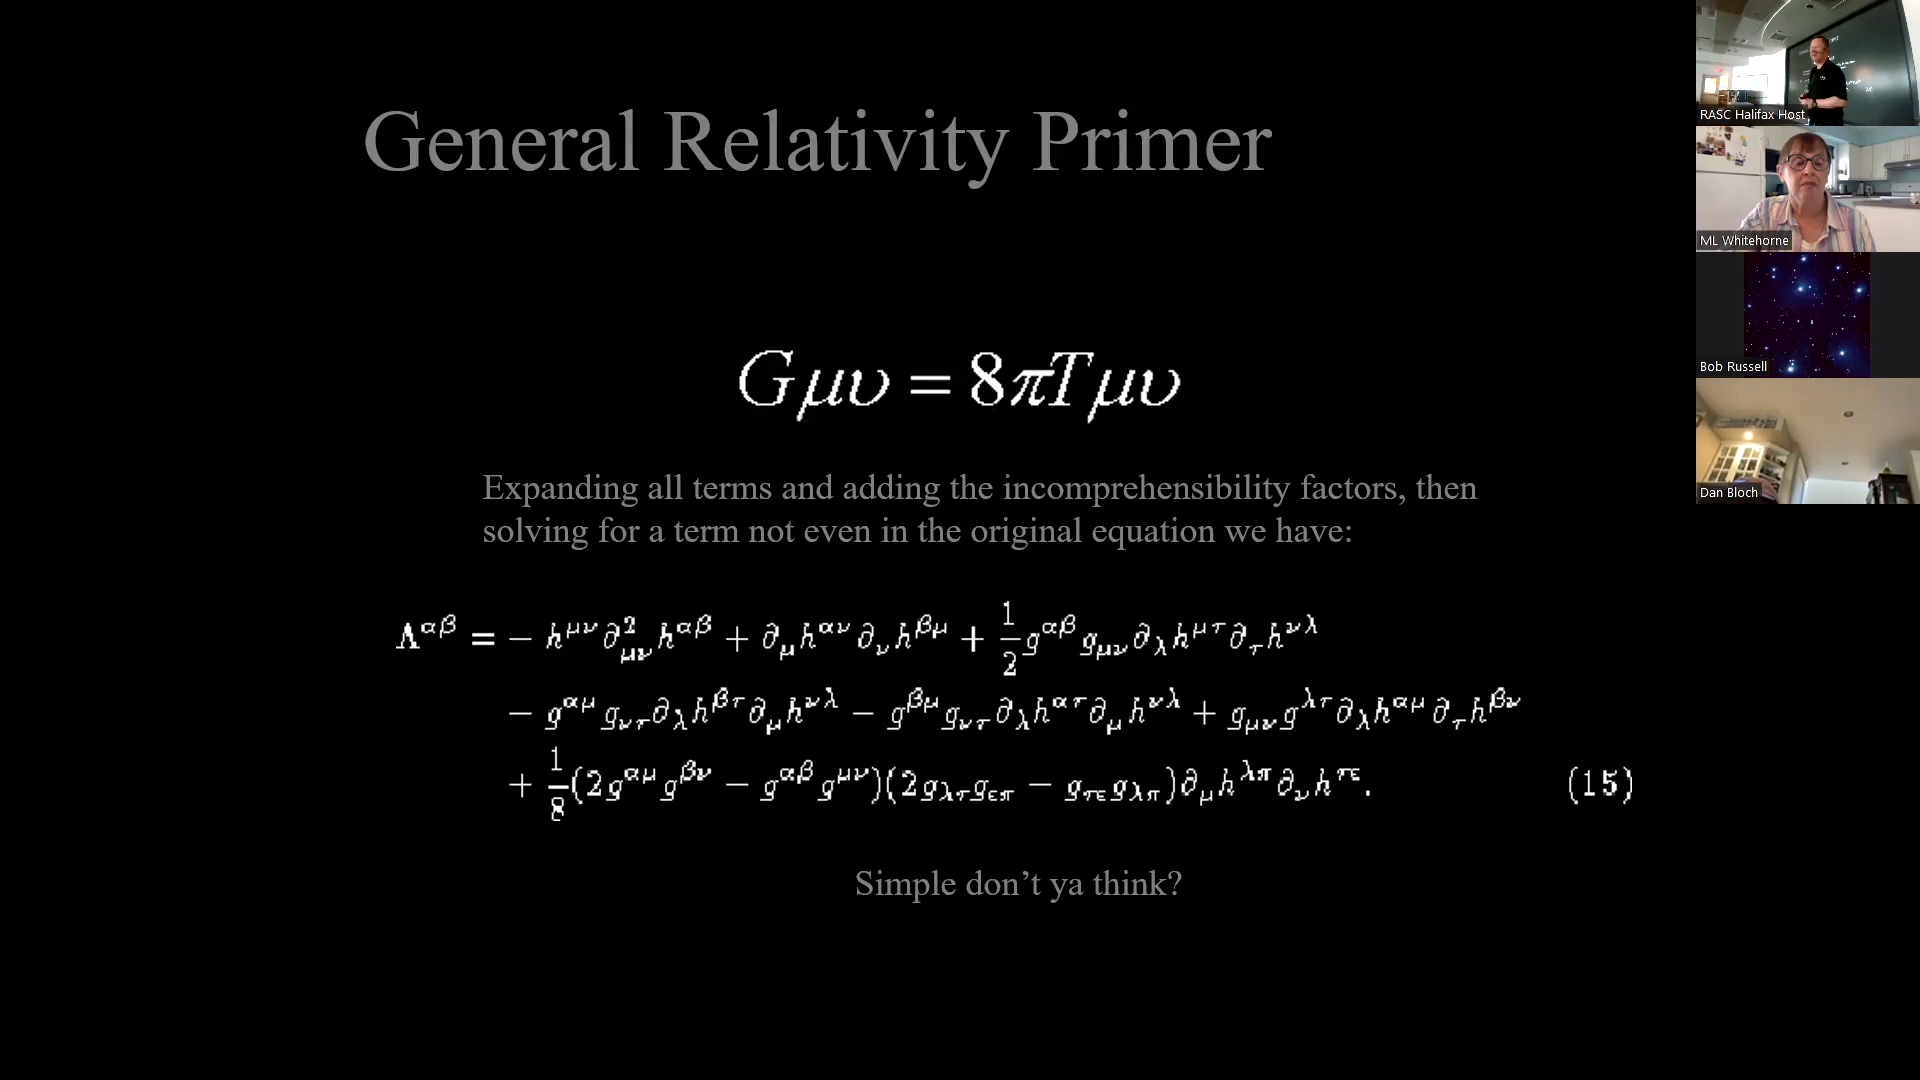 General Relativity Primer
Gμυ = 8πTμυ
Expanding all terms and adding the incomprehensibility factors, then
solving for a term not even in the original equation we have:
Λ^{αβ} = − h^{μν}∂²_{μν}h^{αβ} + ∂_μh^{αν}∂_νh^{βμ} + 1/2 g^{αβ}g_{μν}∂_λh^{μτ}∂_τh^{νλ}
− g^{αμ}g_{ντ}∂_λh^{βτ}∂_μh^{νλ} − g^{βμ}g_{ντ}∂_λh^{ατ}∂_μh^{νλ} + g_{μν}g^{λτ}∂_λh^{αμ}∂_τh^{βν}
+ 1/8 (2g^{αμ}g^{βν} − g^{αβ}g^{μν})(2g_{λτ}g_{επ} − g_{τε}g_{λπ})∂_μh^{λπ}∂_νh^{τε}. (15)
Simple don’t ya think?
RASC Halifax Host
ML Whitehorne
Bob Russell
Dan Bloch